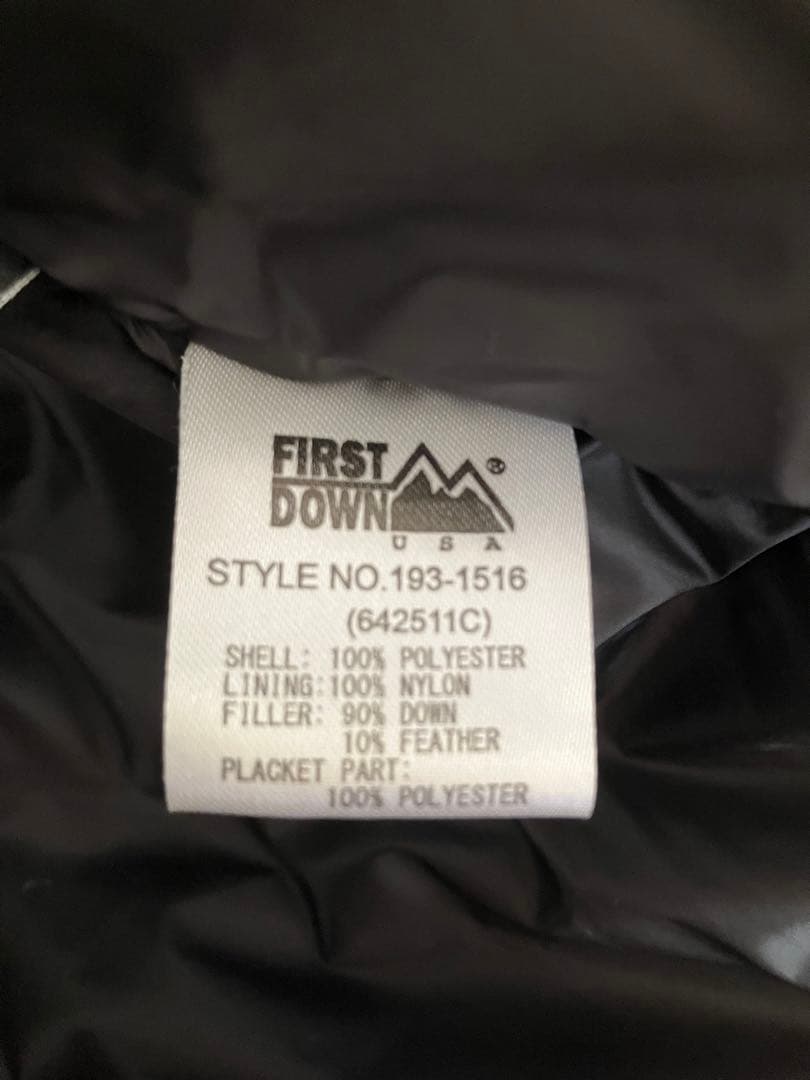 FIRST
DOWN ®
USA
STYLE NO.193-1516
(642511C)
SHELL: 100% POLYESTER
LINING:100% NYLON
FILLER: 90% DOWN
10% FEATHER
PLACKET PART:
100% POLYESTER